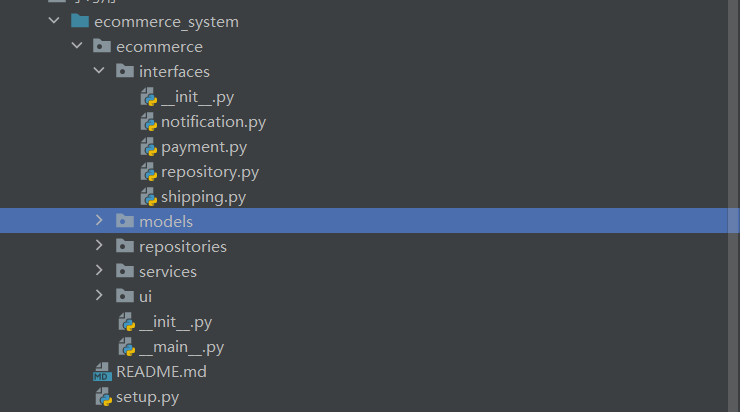 ecommerce_system
ecommerce
interfaces
__init__.py
notification.py
payment.py
repository.py
shipping.py
models
repositories
services
ui
__init__.py
__main__.py
MD README.md
setup.py